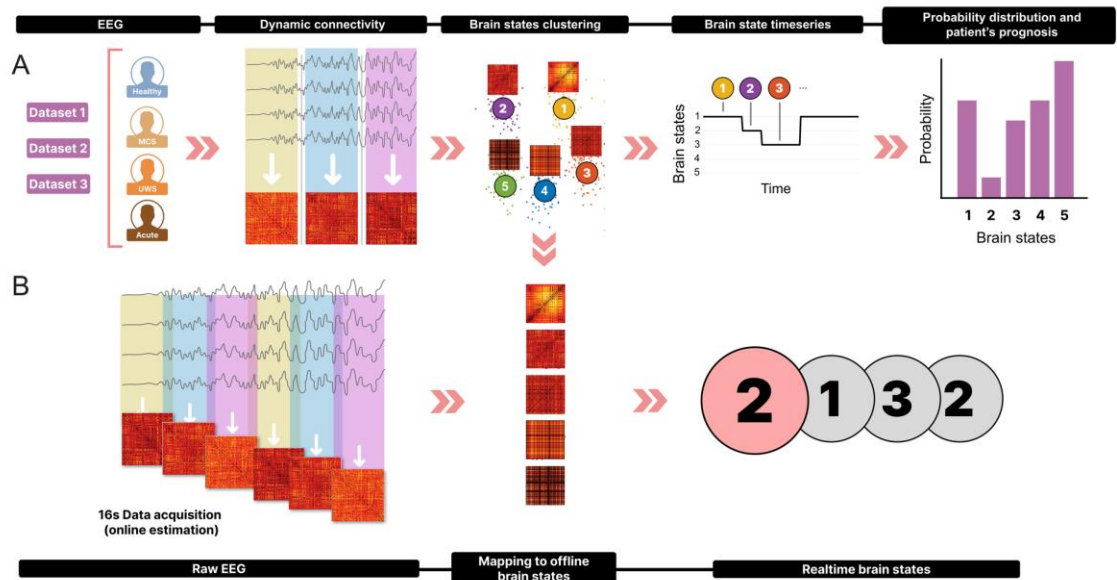 EEG
Dynamic connectivity
Brain states clustering
Brain state timeseries
Probability distribution and
patient's prognosis
A
Dataset 1
Dataset 2
Dataset 3
Healthy
MCS
UWS
Acute
2
1
5
4
3
1 2 3 ...
Brain states
1
2
3
4
5
Time
Probability
1 2 3 4 5
Brain states
B
16s Data acquisition
(online estimation)
2 1 3 2
Raw EEG
Mapping to offline
brain states
Realtime brain states